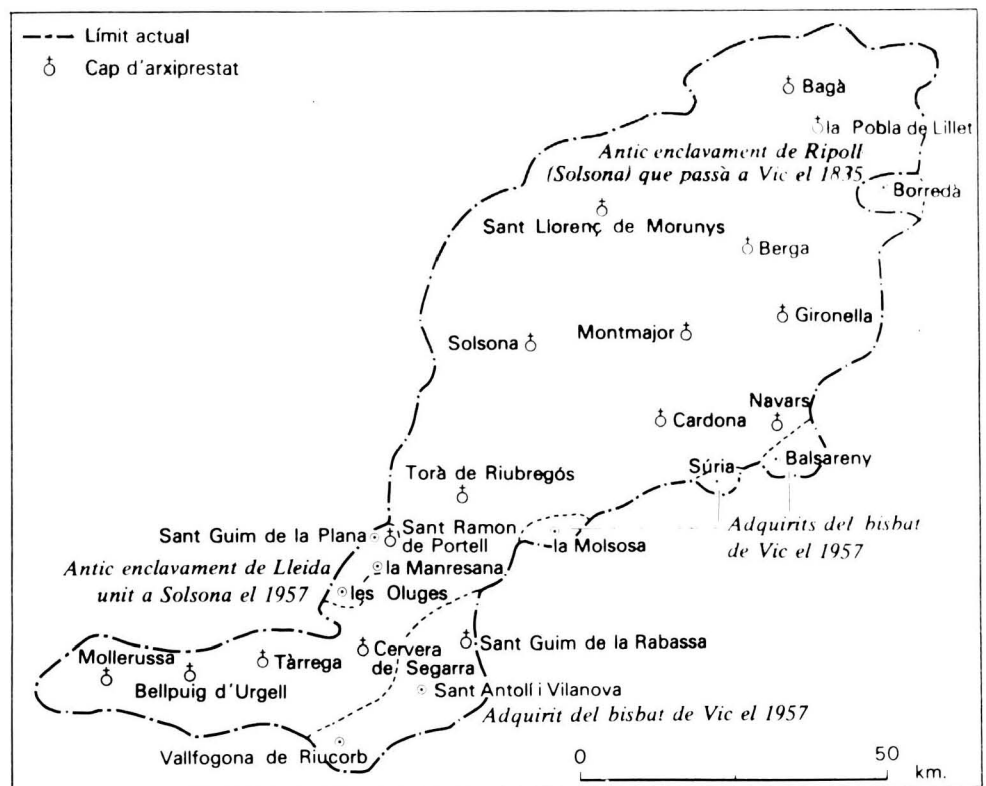 Límit actual
Cap d'arxiprestat
Bagà
la Pobla de Lillet
Antic enclavament de Ripoll
(Solsona) que passà a Vic el 1835
Borredà
Sant Llorenç de Morunys
Berga
Gironella
Montmajor
Solsona
Navars
Cardona
Balsareny
Súria
Torà de Riubregós
Adquirits del bisbat
de Vic el 1957
Sant Guim de la Plana
Sant Ramon
de Portell
la Molsosa
la Manresana
Antic enclavament de Lleida
unit a Solsona el 1957
les Oluges
Cervera
de Segarra
Sant Guim de la Rabassa
Mollerussa
Tàrrega
Bellpuig d'Urgell
Sant Antolí i Vilanova
Adquirit del bisbat de Vic el 1957
Vallfogona de Riucorb
0 50
km.